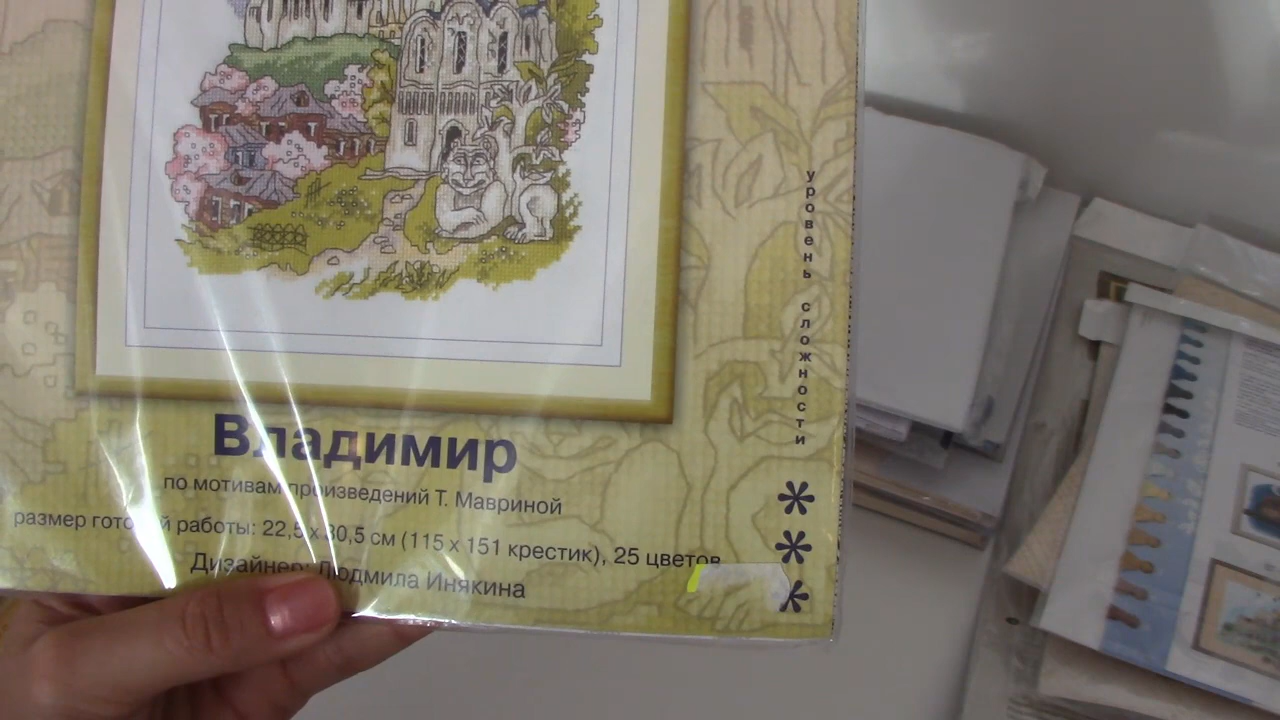 уровень сложности
Владимир
по мотивам произведений Т. Мавриной
размер готовой работы: 22,5 x 30,5 см (115 x 151 крестик), 25 цветов
Дизайнер: Людмила Инякина